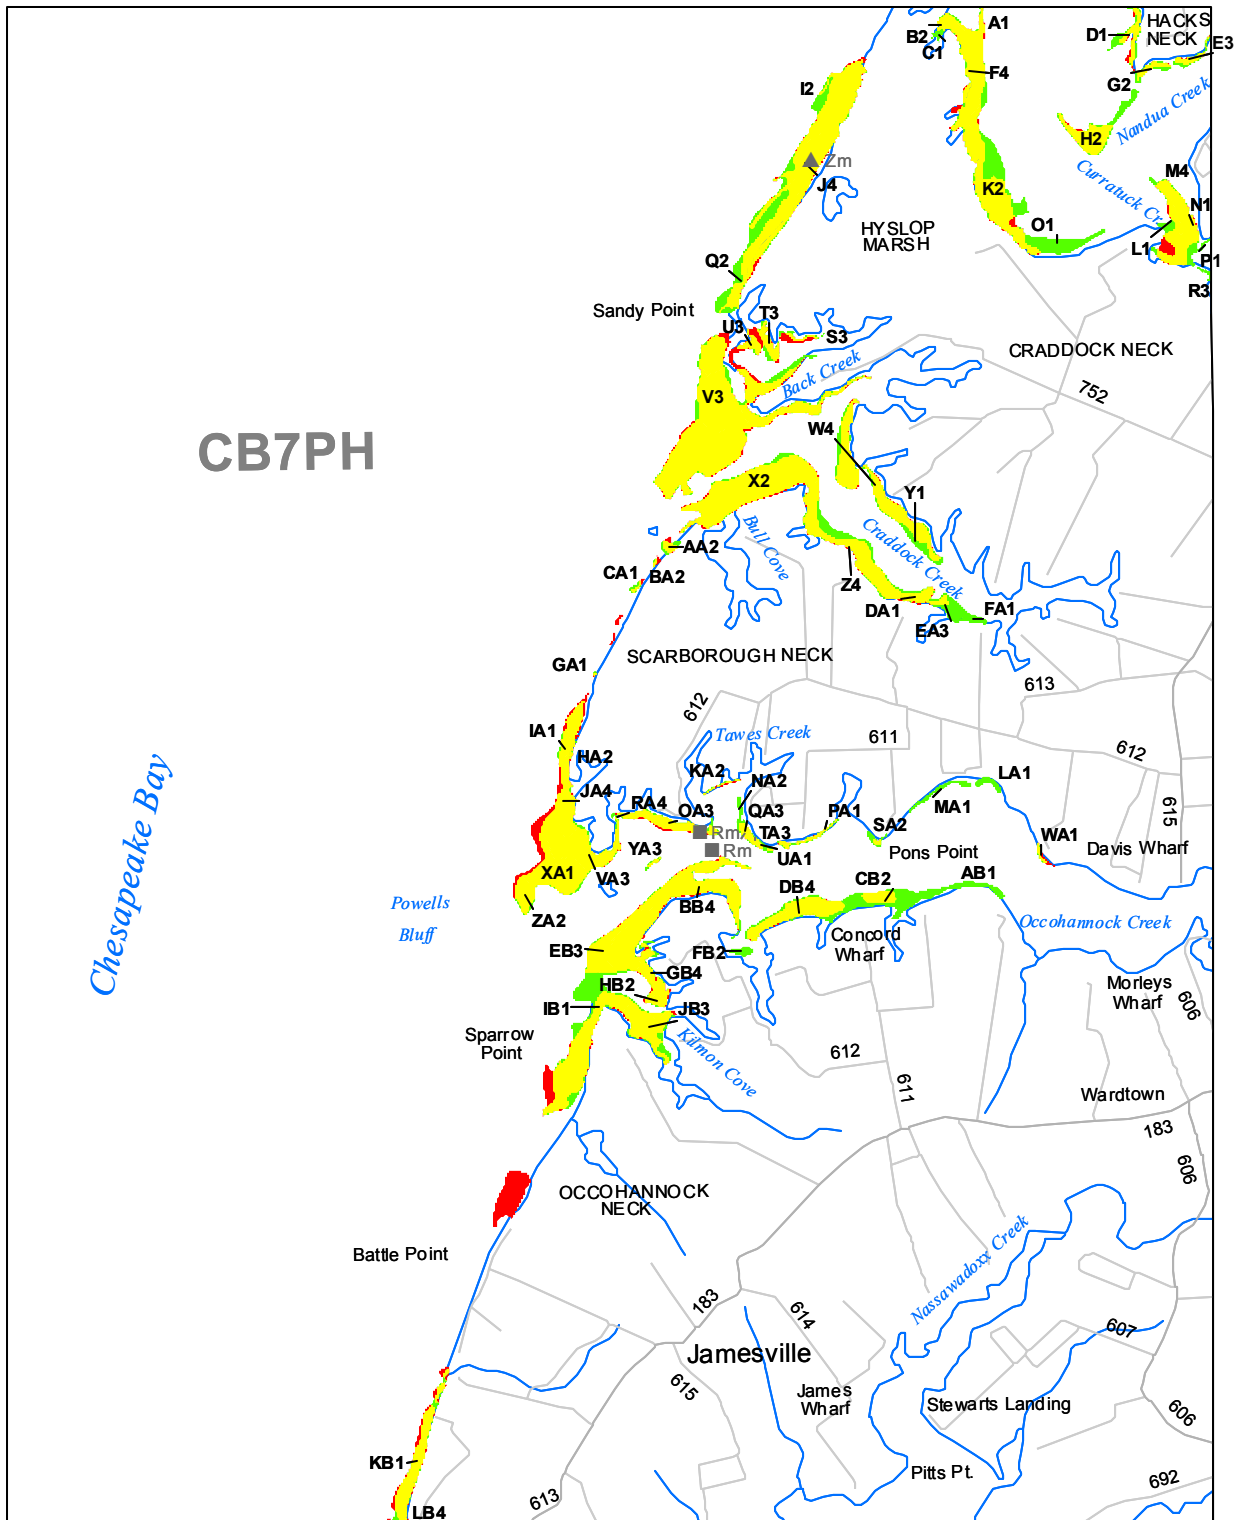 A1
B2
C1
D1
HACKS
NECK
E3
F4
G2
I2
Nandua Creek
H2
Zm
J4
Curratuck Cr.
M4
K2
N1
O1
HYSLOP
MARSH
L1
P1
Q2
R3
Sandy Point
T3
U3
S3
CRADDOCK NECK
Back Creek
752
V3
W4
CB7PH
X2
Y1
Bull Cove
Craddock Creek
AA2
BA2
CA1
Z4
DA1
FA1
EA3
SCARBOROUGH NECK
GA1
613
612
IA1
Tawes Creek
611
612
HA2
KA2
NA2
LA1
JA4
RA4
OA3
QA3
PA1
MA1
615
Rm
TA3
SA2
WA1
YA3
Rm
UA1
Pons Point
Davis Wharf
XA1
VA3
DB4
CB2
AB1
Chesapeake Bay
Powells
Bluff
ZA2
BB4
Occohannock Creek
Concord
Wharf
EB3
FB2
GB4
HB2
Morleys
Wharf
606
IB1
JB3
Sparrow
Point
Kilmon Cove
612
611
Wardtown
183
606
OCCOHANNOCK
NECK
Battle Point
Nassawadoxx Creek
183
614
607
Jamesville
615
James
Wharf
Stewarts Landing
606
KB1
Pitts Pt.
692
613
LB4